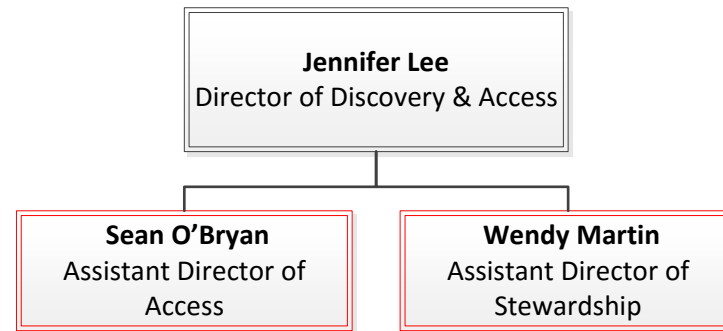 Jennifer Lee
Director of Discovery & Access
Sean O’Bryan
Assistant Director of
Access
Wendy Martin
Assistant Director of
Stewardship